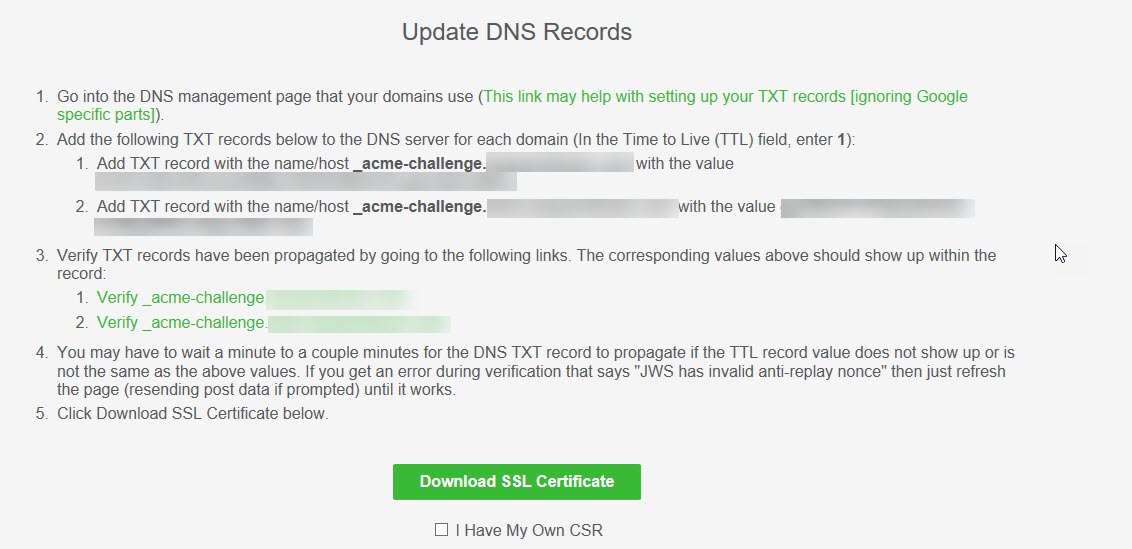 Update DNS Records
1. Go into the DNS management page that your domains use (This link may help with setting up your TXT records [ignoring Google
specific parts]).
2. Add the following TXT records below to the DNS server for each domain (In the Time to Live (TTL) field, enter 1):
1. Add TXT record with the name/host _acme-challenge. with the value
2. Add TXT record with the name/host _acme-challenge. with the value
3. Verify TXT records have been propagated by going to the following links. The corresponding values above should show up within the
record:
1. Verify _acme-challenge
2. Verify _acme-challenge.
4. You may have to wait a minute to a couple minutes for the DNS TXT record to propagate if the TTL record value does not show up or is
not the same as the above values. If you get an error during verification that says "JWS has invalid anti-replay nonce" then just refresh
the page (resending post data if prompted) until it works.
5. Click Download SSL Certificate below.
Download SSL Certificate
I Have My Own CSR